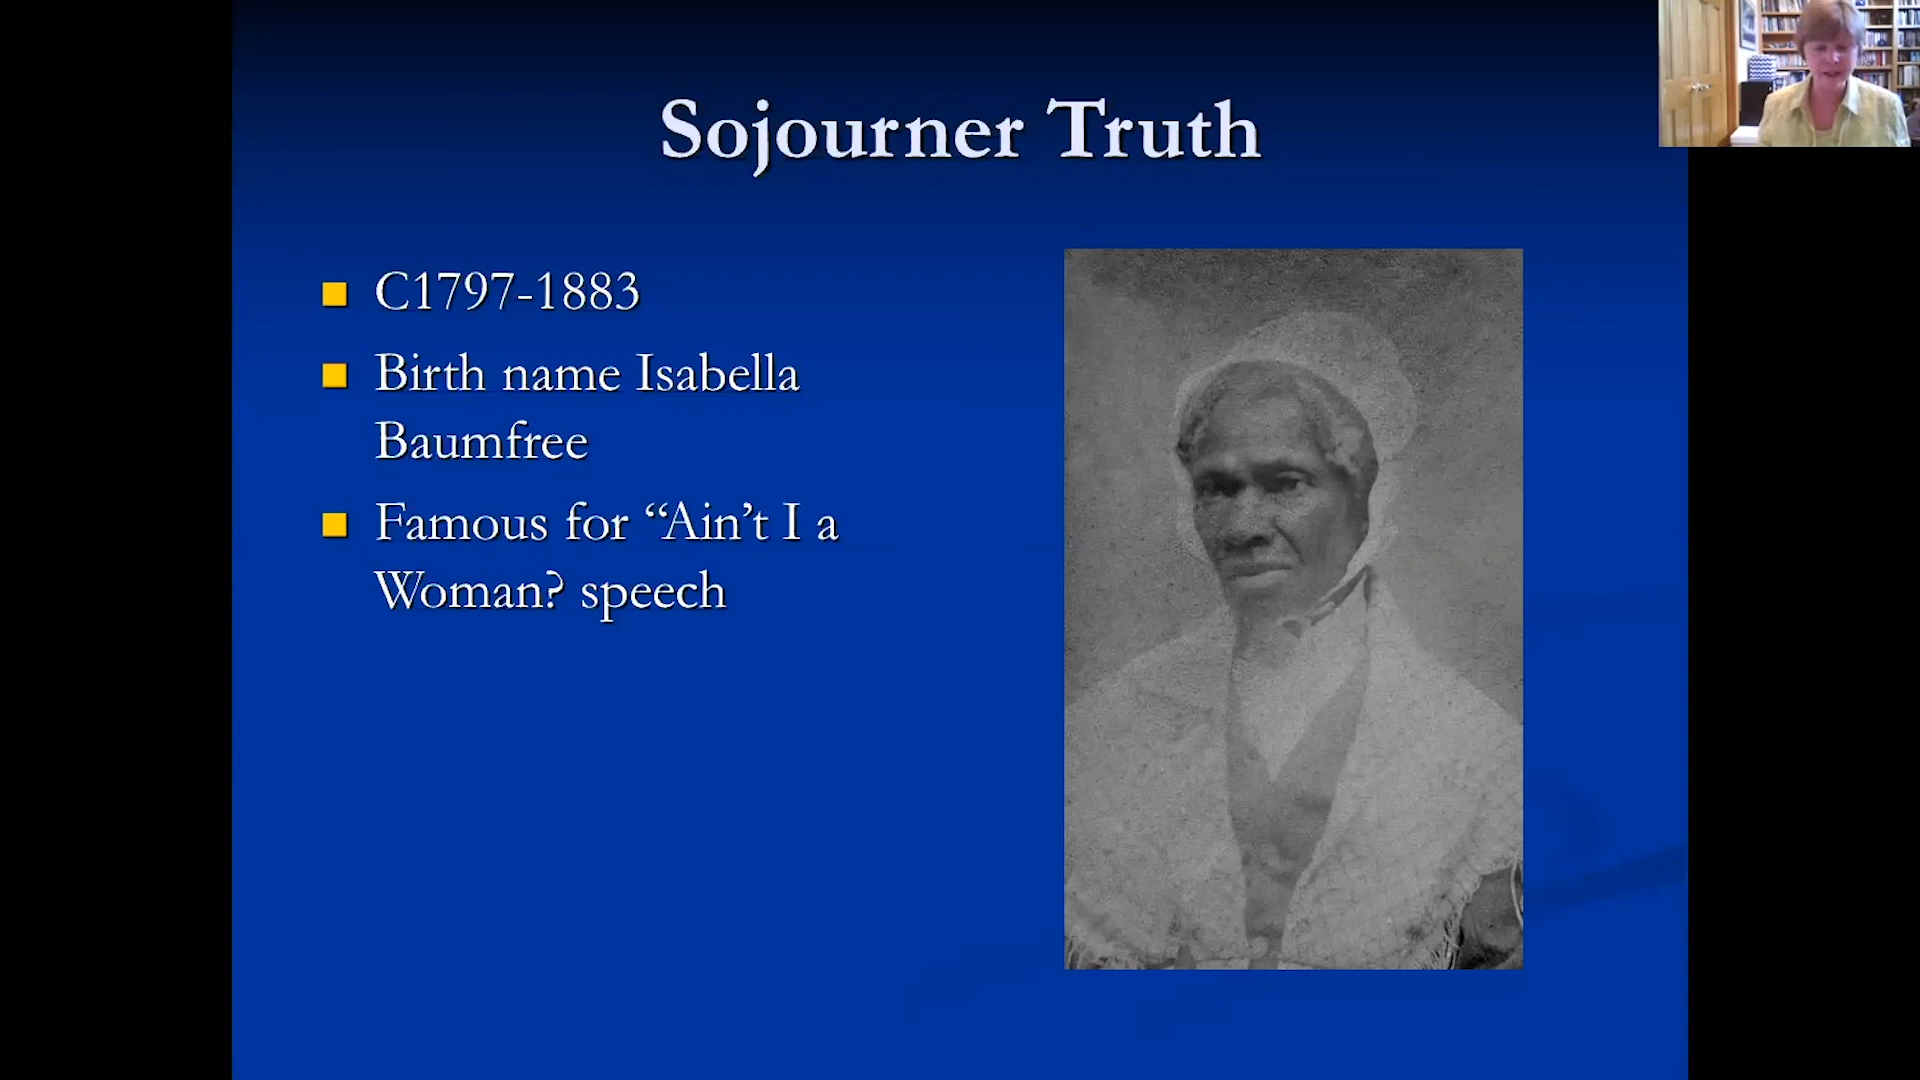 Sojourner Truth
C1797-1883
Birth name Isabella
Baumfree
Famous for “Ain’t I a
Woman? speech